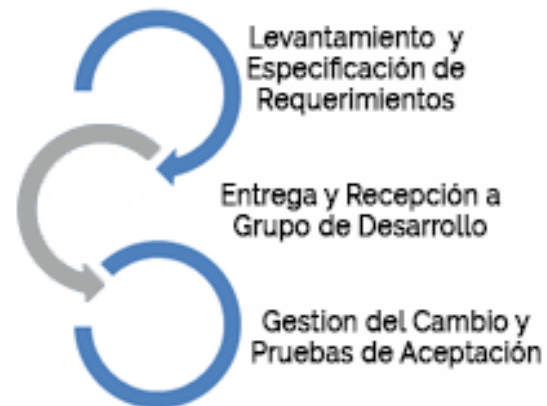 Levantamiento y
Especificación de
Requerimientos
Entrega y Recepción a
Grupo de Desarrollo
Gestion del Cambio y
Pruebas de Aceptación